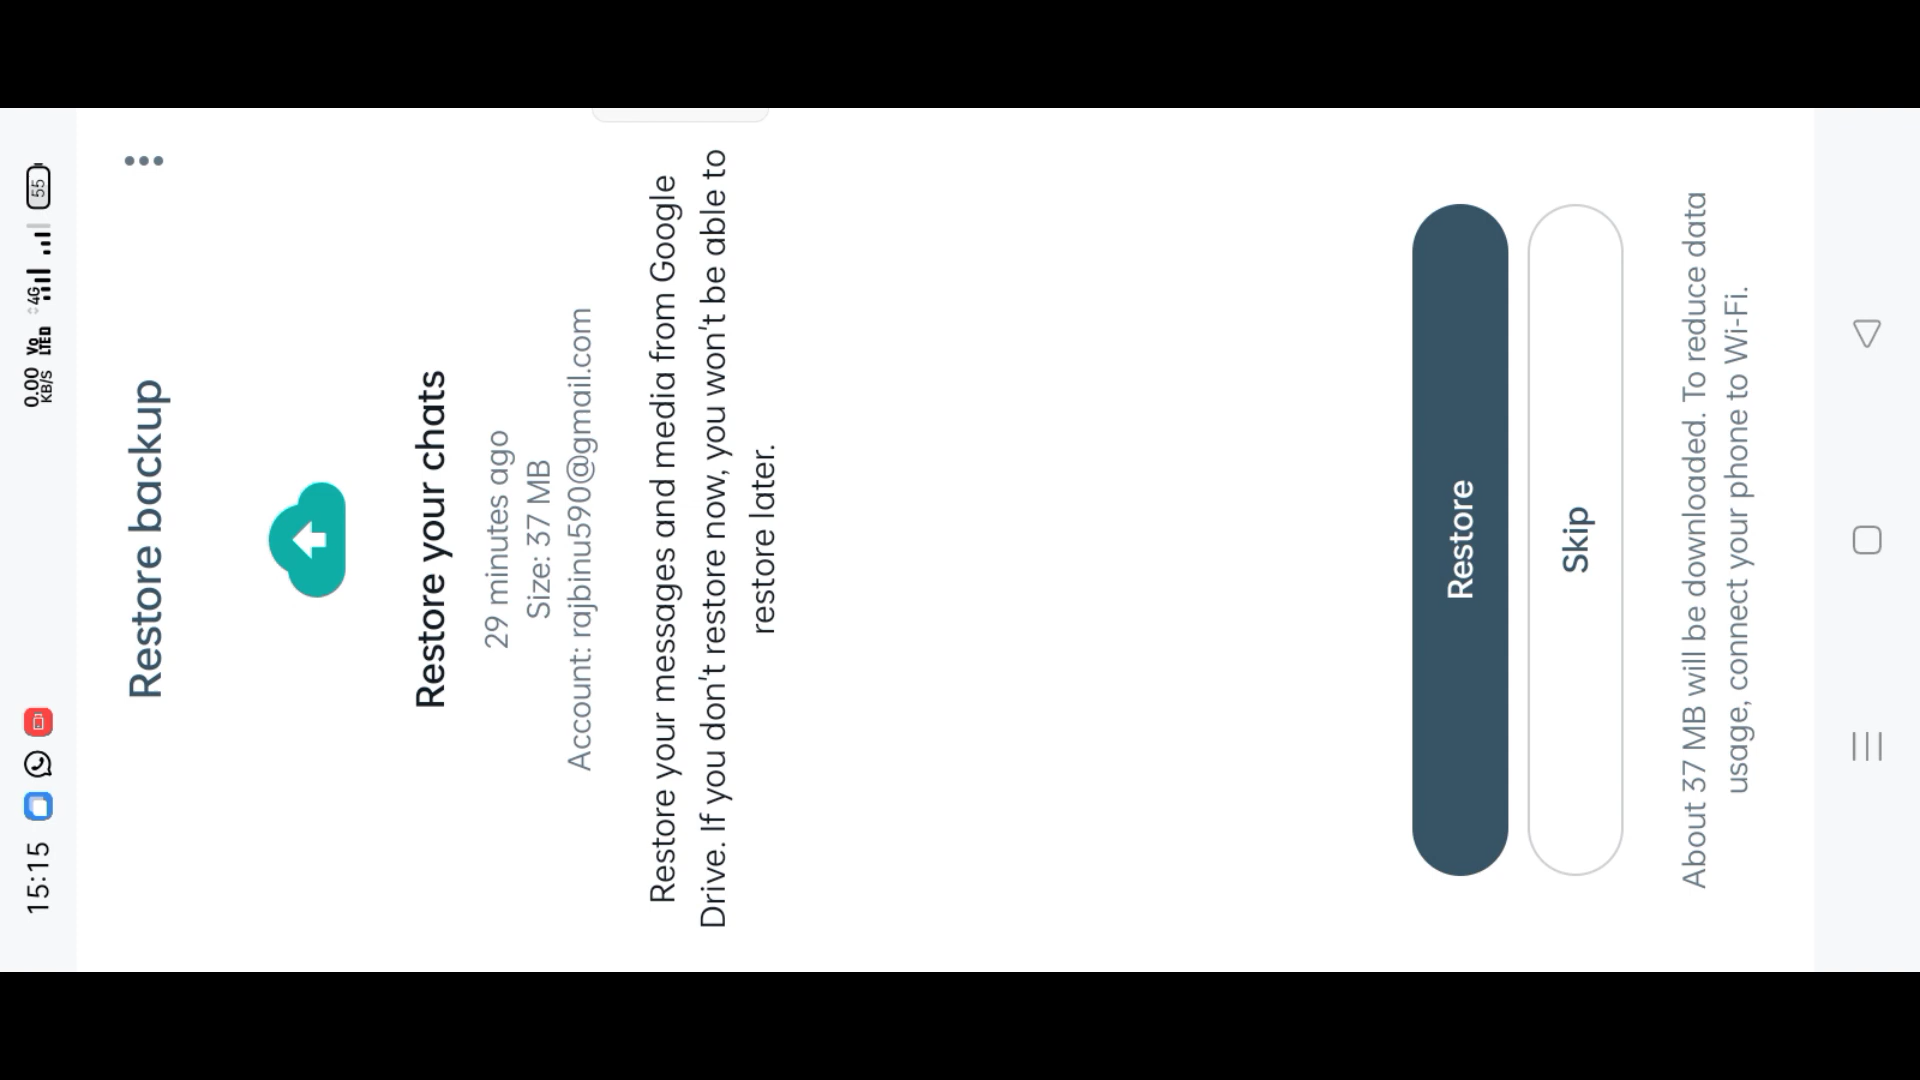 15:15
0.00
KB/S
Vo
LTE
4G
55
Restore backup
Restore your chats
29 minutes ago
Size: 37 MB
Account: rajbinu590@gmail.com
Restore your messages and media from Google
Drive. If you don't restore now, you won't be able to
restore later.
Restore
Skip
About 37 MB will be downloaded. To reduce data
usage, connect your phone to Wi-Fi.